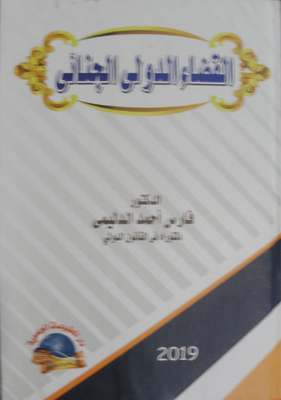 القضاء الدولي الجنائي
الدكتور
فارس أحمد الدليمي
دكتوراه في القانون الدولي
2019